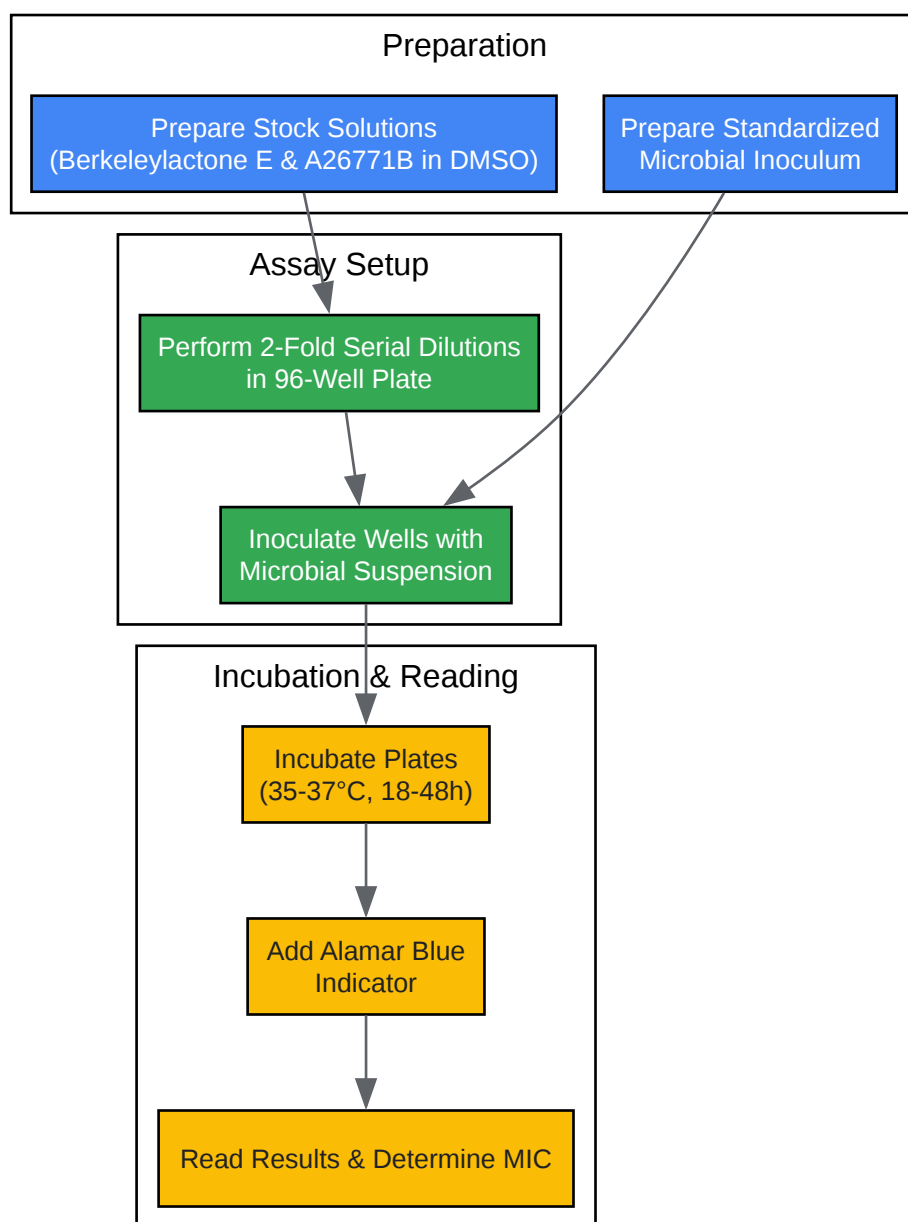 Preparation
Prepare Stock Solutions
(Berkeleylactone E & A26771B in DMSO)
Prepare Standardized
Microbial Inoculum
Assay Setup
Perform 2-Fold Serial Dilutions
in 96-Well Plate
Inoculate Wells with
Microbial Suspension
Incubation & Reading
Incubate Plates
(35-37°C, 18-48h)
Add Alamar Blue
Indicator
Read Results & Determine MIC